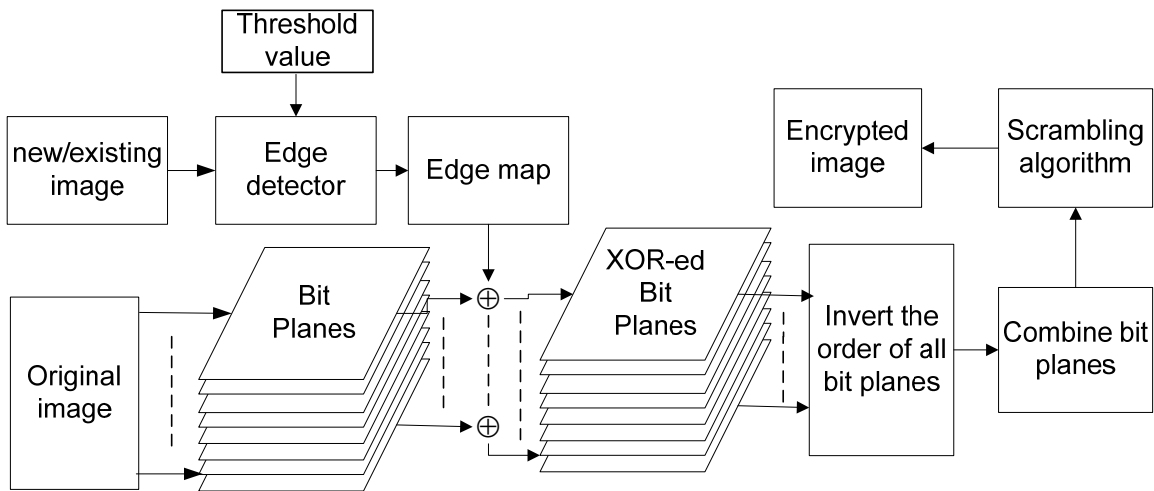 Threshold
value
new/existing
image
Edge
detector
Edge map
Encrypted
image
Scrambling
algorithm
Original
image
Bit
Planes
XOR-ed
Bit
Planes
Invert the
order of all
bit planes
Combine bit
planes